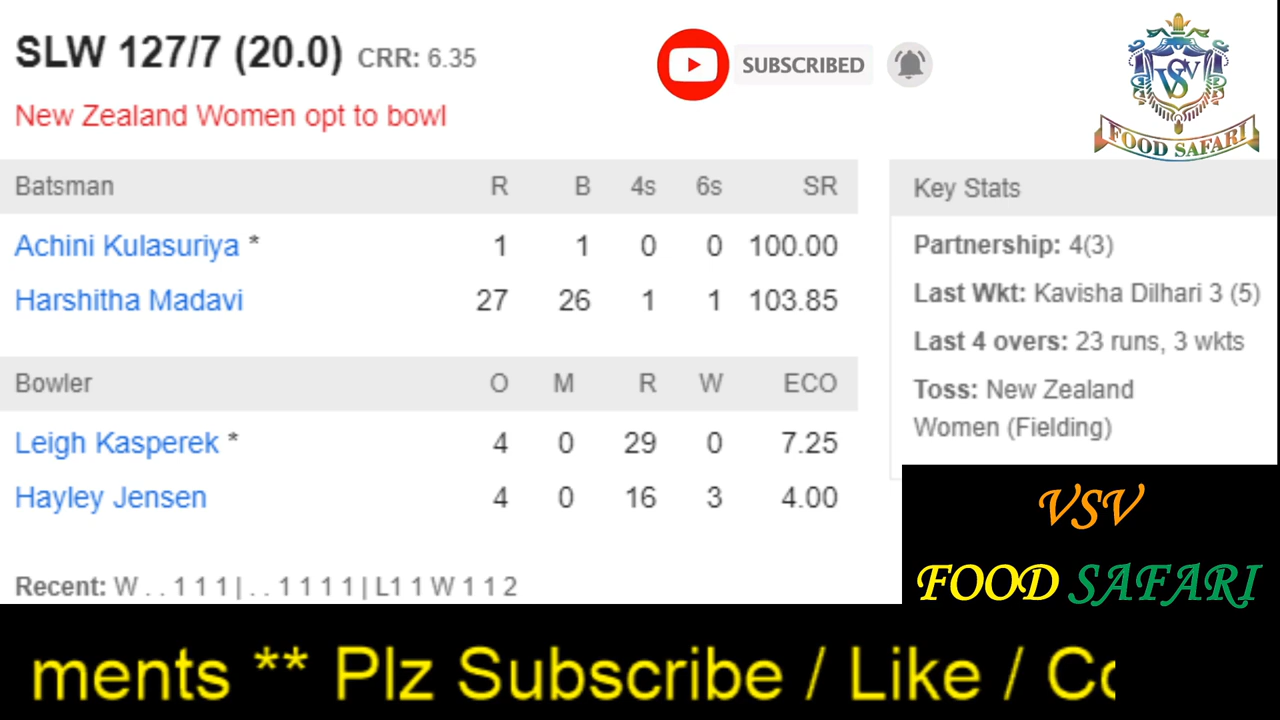 SLW 127/7 (20.0) CRR: 6.35
SUBSCRIBED
VSV
FOOD SAFARI
New Zealand Women opt to bowl
Batsman R B 4s 6s SR
Achini Kulasuriya * 1 1 0 0 100.00
Harshitha Madavi 27 26 1 1 103.85
Bowler O M R W ECO
Leigh Kasperek * 4 0 29 0 7.25
Hayley Jensen 4 0 16 3 4.00
Recent: W . . 1 1 1 | . . 1 1 1 1 | L1 1 W 1 1 2
Key Stats
Partnership: 4(3)
Last Wkt: Kavisha Dilhari 3 (5)
Last 4 overs: 23 runs, 3 wkts
Toss: New Zealand
Women (Fielding)
VSV
FOOD SAFARI
ments ** Plz Subscribe / Like / Co